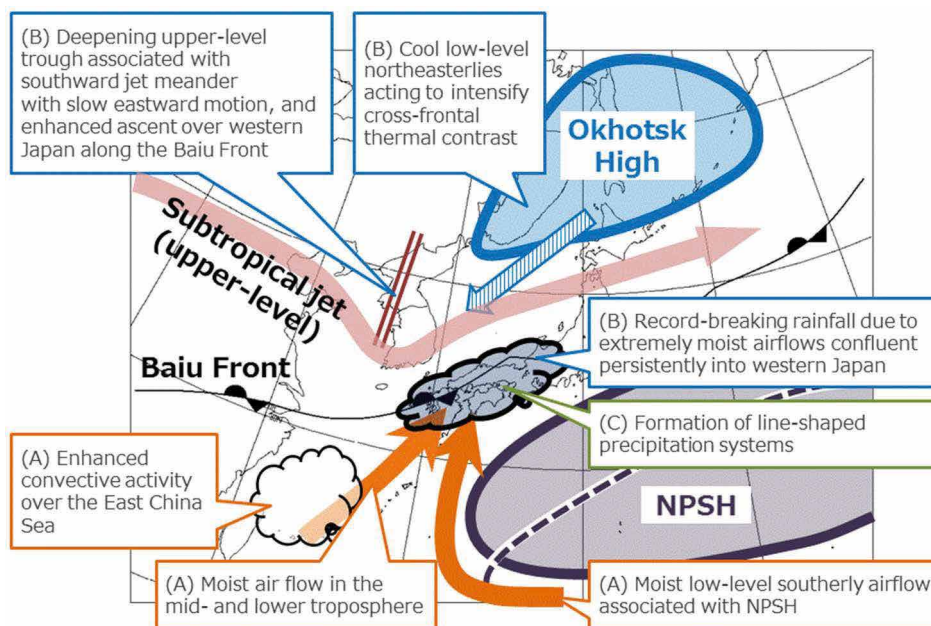 (B) Deepening upper-level
trough associated with
southward jet meander
with slow eastward motion, and
enhanced ascent over western
Japan along the Baiu Front
(B) Cool low-level
northeasterlies
acting to intensify
cross-frontal
thermal contrast
Okhotsk
High
Subtropical jet
(upper-level)
Baiu Front
(B) Record-breaking rainfall due to
extremely moist airflows confluent
persistently into western Japan
(C) Formation of line-shaped
precipitation systems
(A) Enhanced
convective activity
over the East China
Sea
NPSH
(A) Moist air flow in the
mid- and lower troposphere
(A) Moist low-level southerly airflow
associated with NPSH